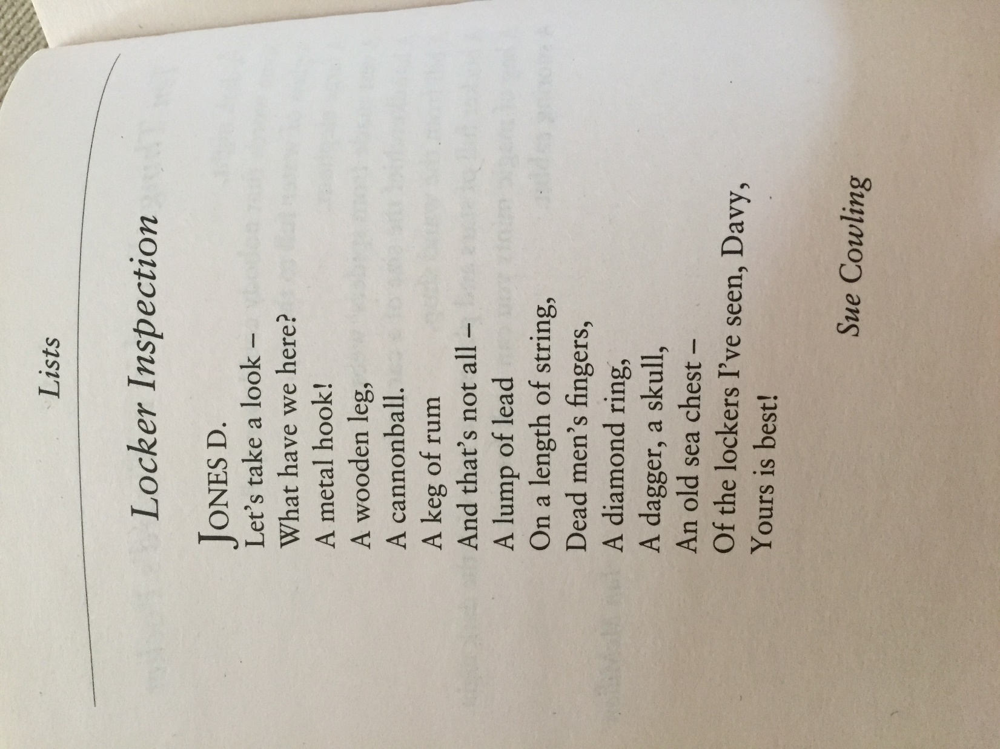 Lists
Locker Inspection
JONES D.
Let's take a look –
What have we here?
A metal hook!
A wooden leg,
A cannonball.
A keg of rum
And that's not all –
A lump of lead
On a length of string,
Dead men's fingers,
A diamond ring,
A dagger, a skull,
An old sea chest –
Of the lockers I've seen, Davy,
Yours is best!
Sue Cowling